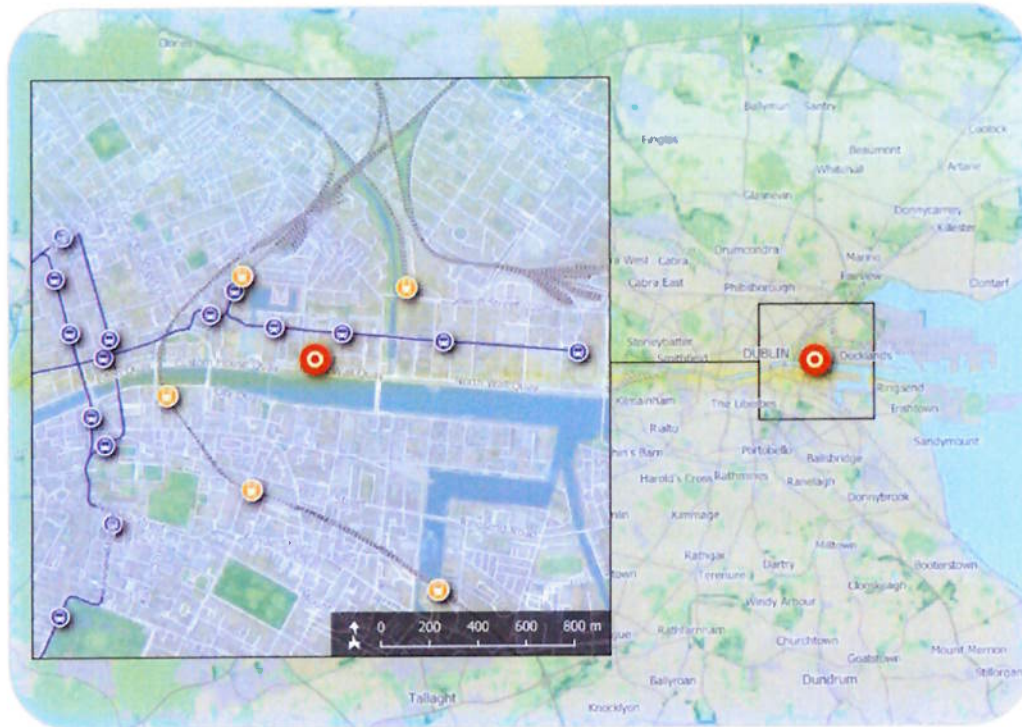 Ballymun
Santry
Coolock
Finglas
Beaumont
Whitehall
Artane
Glasnevin
Donnycarney
Killester
Drumcondra
Marino
West
Cabra
Fairview
Cabra East
Phibsborough
Clontarf
Stoneybatter
Smithfield
DUBLIN
Docklands
Ringsend
Kilmainham
The Liberties
Irishtown
Rialto
Sandymount
Portobello
Ballsbridge
Harold's Cross
Rathmines
Ranelagh
Donnybrook
Kimmage
Milltown
Rathgar
Dartry
Booterstown
Terenure
Clonskeagh
Windy Arbour
Rathfarnham
Churchtown
Mount Merrion
Goatstown
Stillorgan
Ballyroan
Dundrum
Tallaght
Knocklyon
North Wall Quay
0 200 400 600 800 m